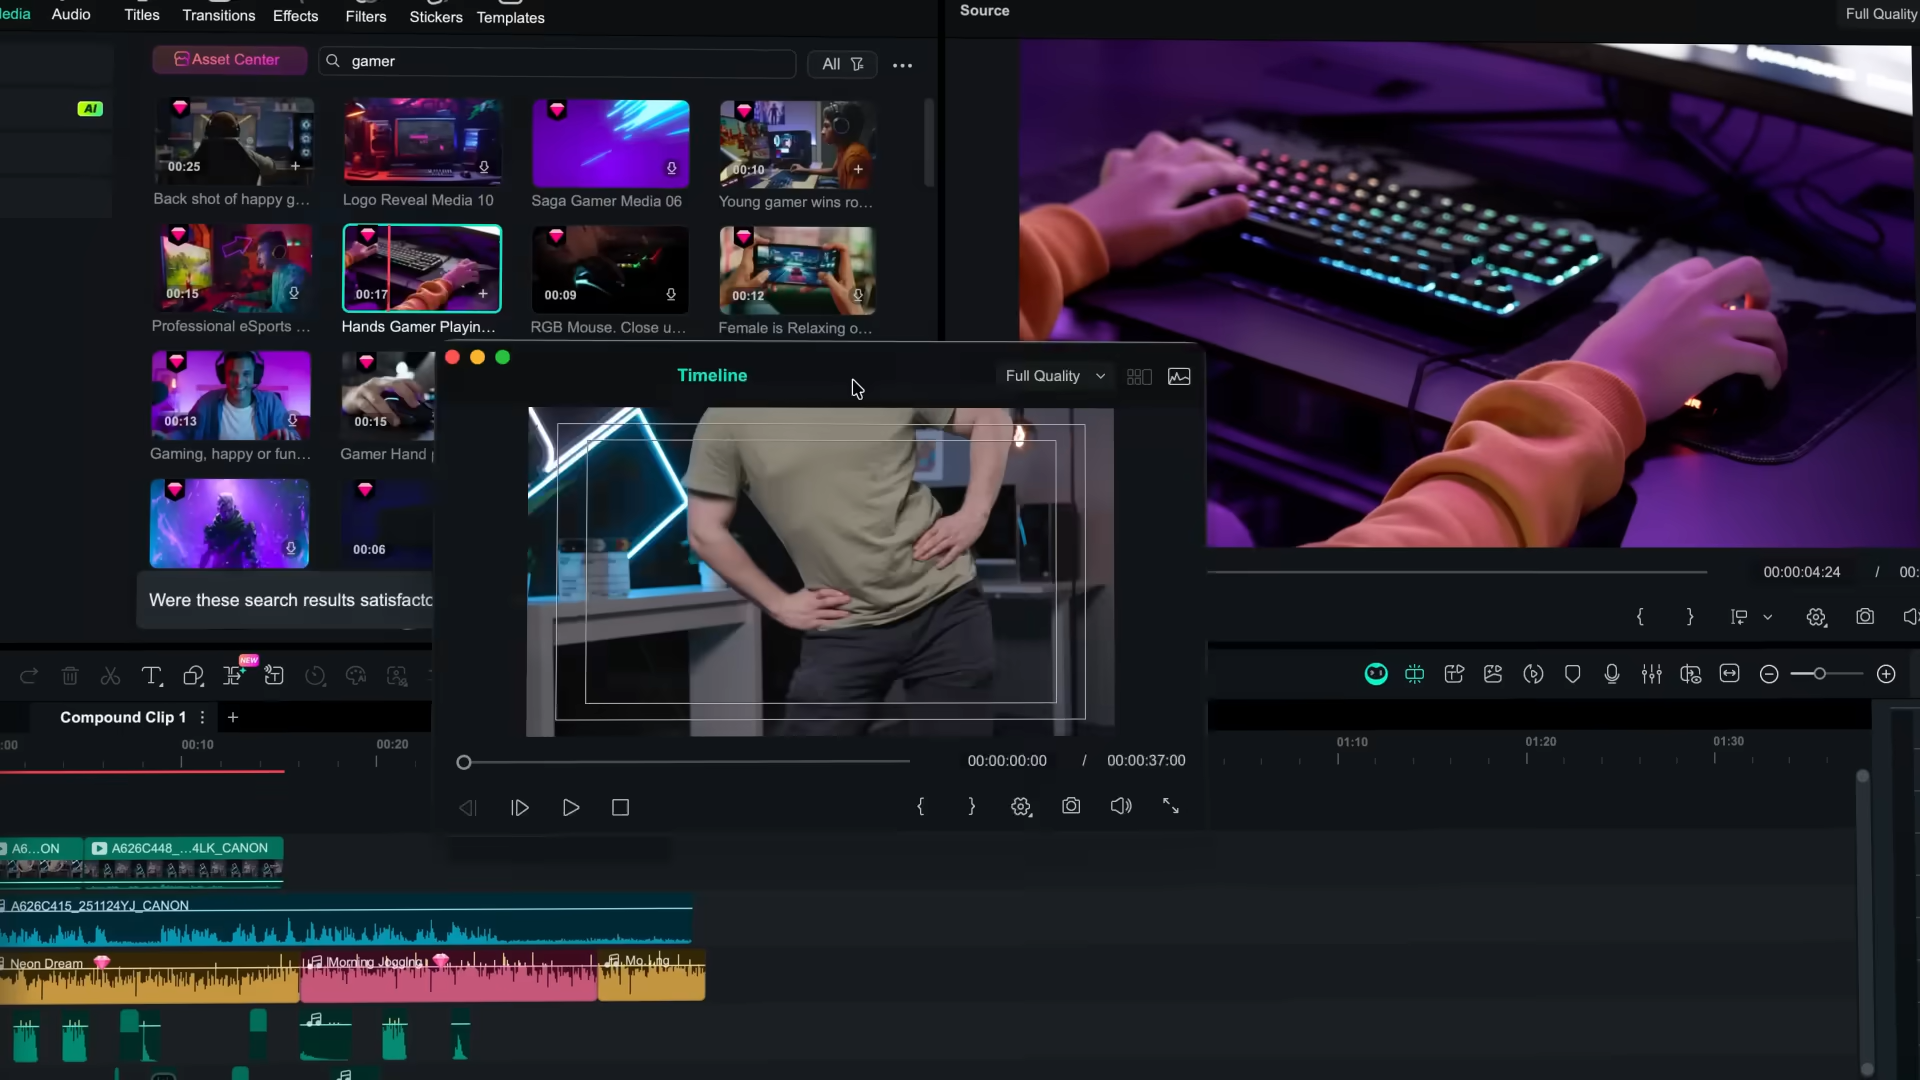 Media
Audio
Titles
Transitions
Effects
Filters
Stickers
Templates
Source
Full Quality
Asset Center
gamer
All
AI
00:25
00:10
Back shot of happy g...
Logo Reveal Media 10
Saga Gamer Media 06
Young gamer wins ro...
00:15
00:17
00:09
00:12
Professional eSports ...
Hands Gamer Playin...
RGB Mouse. Close u...
Female is Relaxing o...
00:13
00:15
Gaming, happy or fun...
Gamer Hand
00:06
Were these search results satisfacto
Timeline
Full Quality
00:00:04:24 / 00:
00:00:00:00 / 00:00:37:00
NEW
Compound Clip 1
:00
00:10
00:20
01:10
01:20
01:30
A6...ON
A626C448_...4LK_CANON
A626C415_251124YJ_CANON
Neon Dream
Morning Jogging
Mo...ng